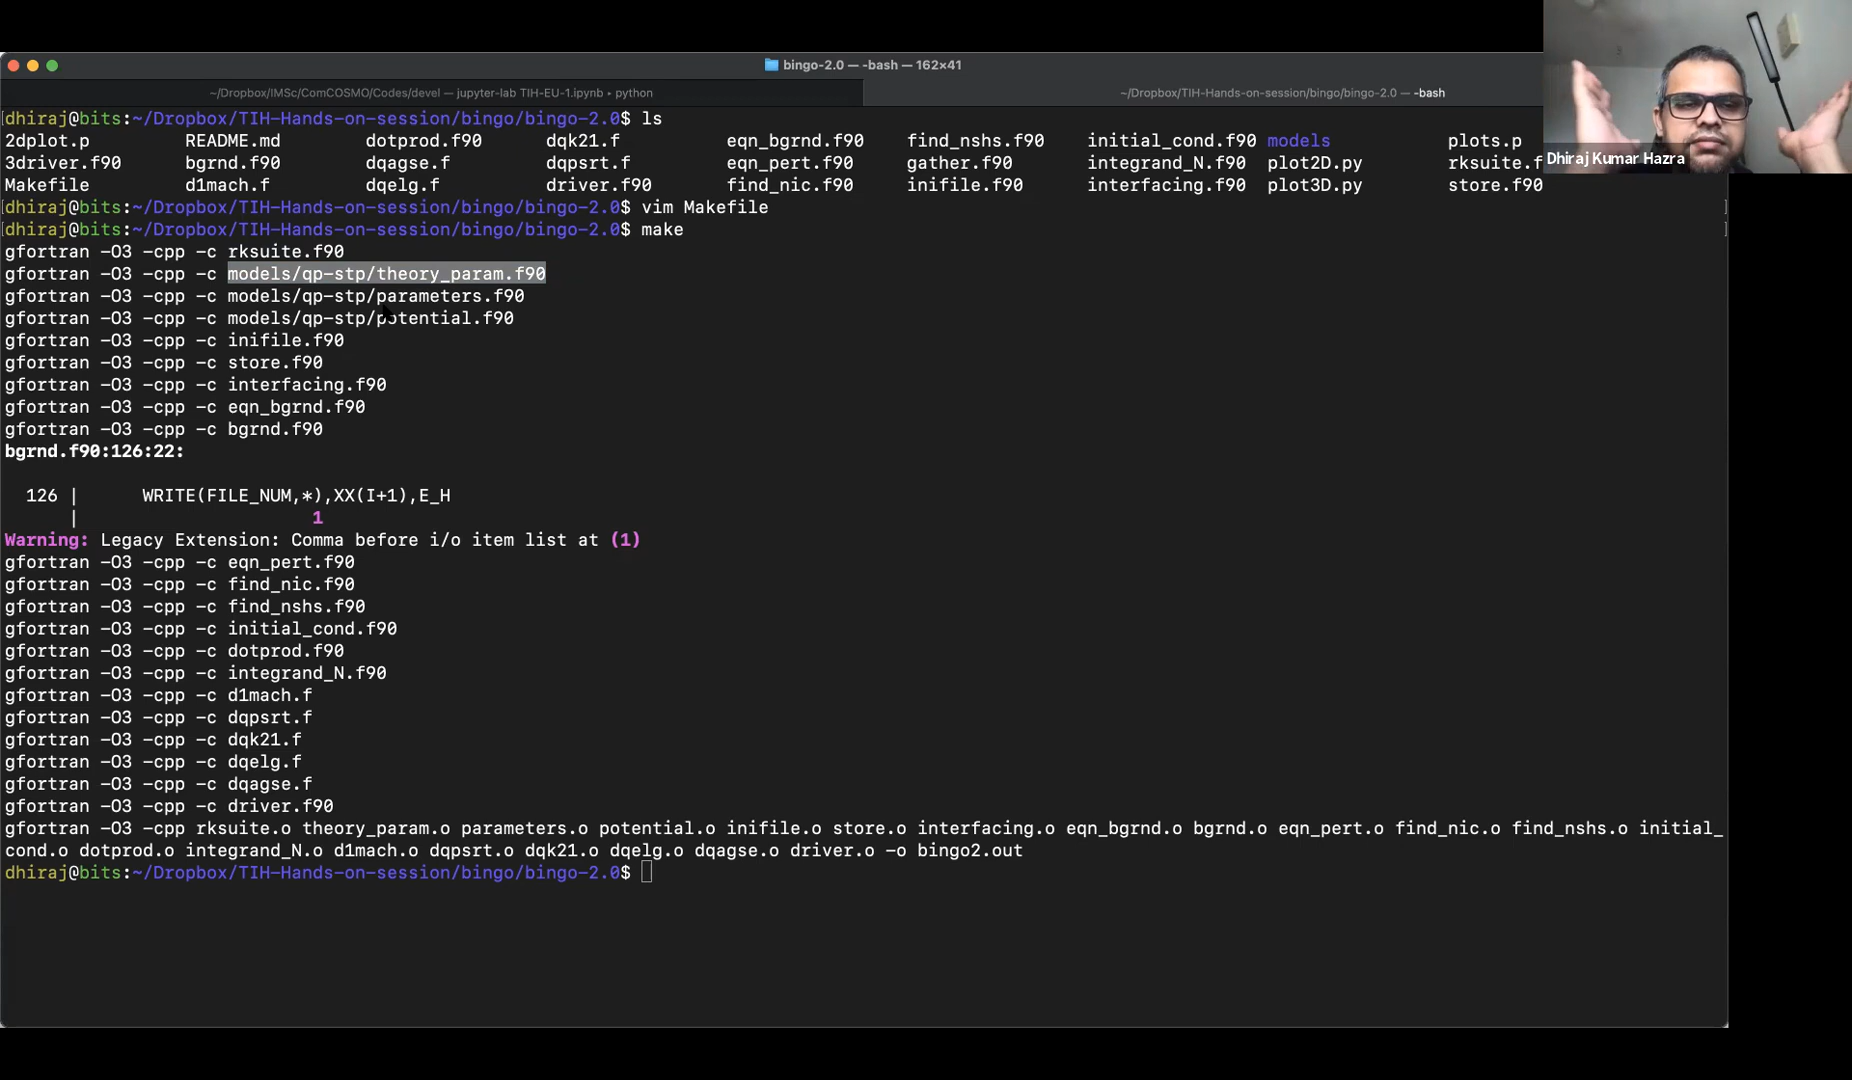 bingo-2.0 — -bash — 162×41
~/Dropbox/IMSc/ComCOSMO/Codes/devel — jupyter-lab TIH-EU-1.ipynb • python
~/Dropbox/TIH-Hands-on-session/bingo/bingo-2.0 — -bash
[dhiraj@bits:~/Dropbox/TIH-Hands-on-session/bingo/bingo-2.0$ ls
2dplot.p README.md dotprod.f90 dqk21.f eqn_bgrnd.f90 find_nshs.f90 initial_cond.f90 models plots.p
3driver.f90 bgrnd.f90 dqagse.f dqpsrt.f eqn_pert.f90 gather.f90 integrand_N.f90 plot2D.py rksuite.f
Makefile d1mach.f dqelg.f driver.f90 find_nic.f90 inifile.f90 interfacing.f90 plot3D.py store.f90
[dhiraj@bits:~/Dropbox/TIH-Hands-on-session/bingo/bingo-2.0$ vim Makefile ]
[dhiraj@bits:~/Dropbox/TIH-Hands-on-session/bingo/bingo-2.0$ make ]
gfortran -O3 -cpp -c rksuite.f90
gfortran -O3 -cpp -c models/qp-stp/theory_param.f90
gfortran -O3 -cpp -c models/qp-stp/parameters.f90
gfortran -O3 -cpp -c models/qp-stp/potential.f90
gfortran -O3 -cpp -c inifile.f90
gfortran -O3 -cpp -c store.f90
gfortran -O3 -cpp -c interfacing.f90
gfortran -O3 -cpp -c eqn_bgrnd.f90
gfortran -O3 -cpp -c bgrnd.f90
bgrnd.f90:126:22:
126 | WRITE(FILE_NUM,*),XX(I+1),E_H
| 1
Warning: Legacy Extension: Comma before i/o item list at (1)
gfortran -O3 -cpp -c eqn_pert.f90
gfortran -O3 -cpp -c find_nic.f90
gfortran -O3 -cpp -c find_nshs.f90
gfortran -O3 -cpp -c initial_cond.f90
gfortran -O3 -cpp -c dotprod.f90
gfortran -O3 -cpp -c integrand_N.f90
gfortran -O3 -cpp -c d1mach.f
gfortran -O3 -cpp -c dqpsrt.f
gfortran -O3 -cpp -c dqk21.f
gfortran -O3 -cpp -c dqelg.f
gfortran -O3 -cpp -c dqagse.f
gfortran -O3 -cpp -c driver.f90
gfortran -O3 -cpp rksuite.o theory_param.o parameters.o potential.o inifile.o store.o interfacing.o eqn_bgrnd.o bgrnd.o eqn_pert.o find_nic.o find_nshs.o initial_
cond.o dotprod.o integrand_N.o d1mach.o dqpsrt.o dqk21.o dqelg.o dqagse.o driver.o -o bingo2.out
dhiraj@bits:~/Dropbox/TIH-Hands-on-session/bingo/bingo-2.0$
Dhiraj Kumar Hazra